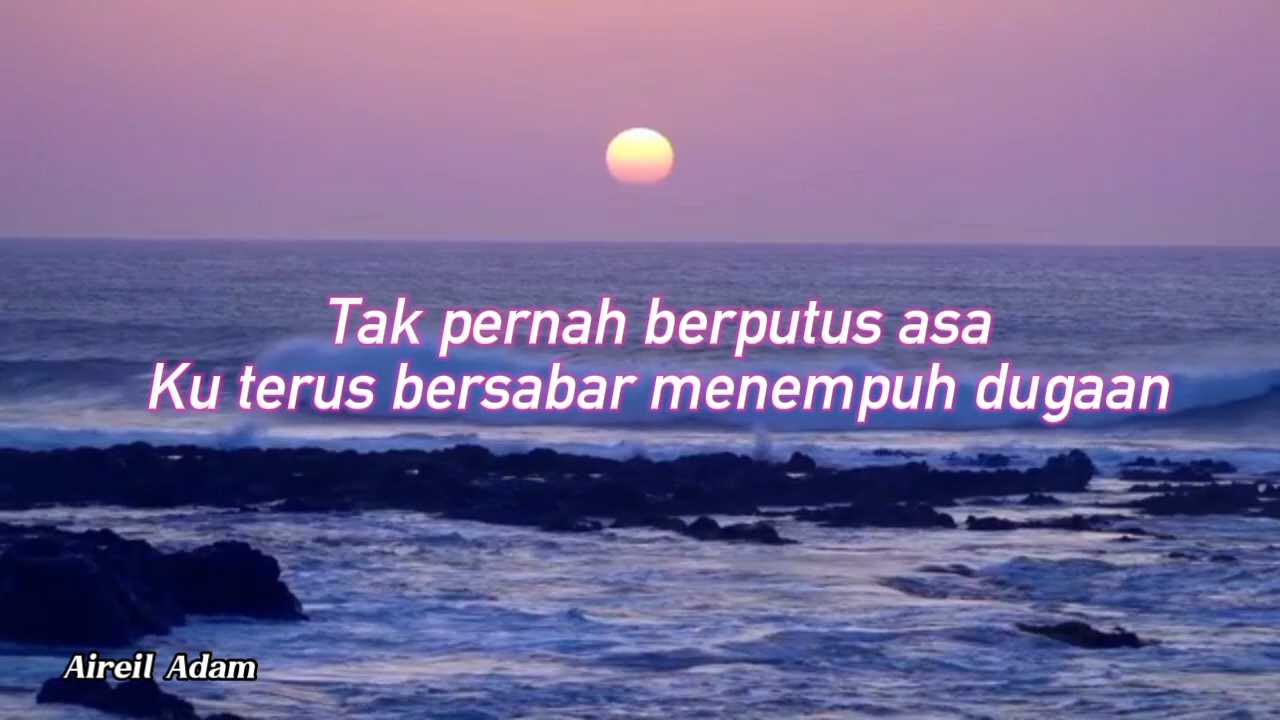 Tak pernah berputus asa
Ku terus bersabar menempuh dugaan
Aireil Adam